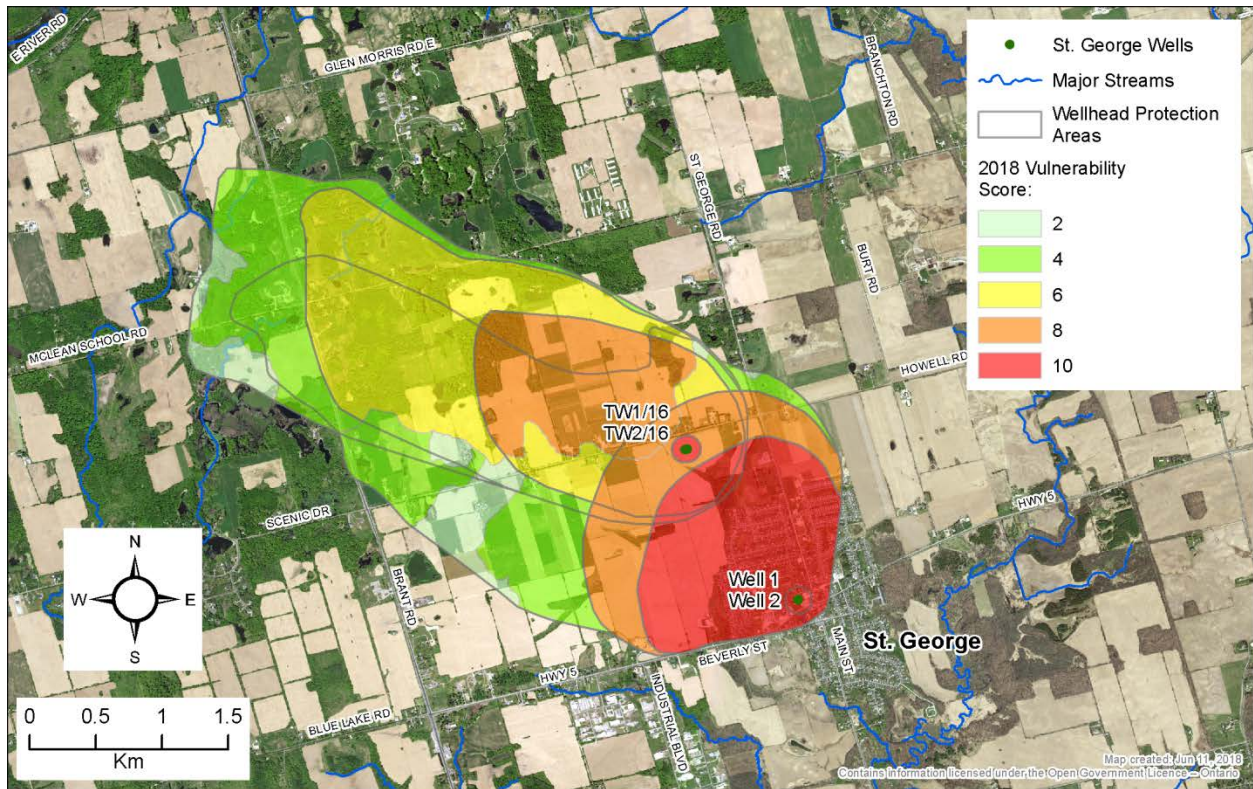 E RIVER RD
GLEN MORRIS RD E
BRANCHTON RD
ST GEORGE RD
BURT RD
MCLEAN SCHOOL RD
HOWELL RD
TW1/16
TW2/16
SCENIC DR
HWY 5
BRANT RD
Well 1
Well 2
St. George
MAIN ST
BEVERLY ST
HWY 5
INDUSTRIAL BLVD
BLUE LAKE RD
St. George Wells
Major Streams
Wellhead Protection
Areas
2018 Vulnerability
Score:
2
4
6
8
10
N
W
E
S
0 0.5 1 1.5
Km
Map created: Jun 11, 2018
Contains information licensed under the Open Government Licence – Ontario